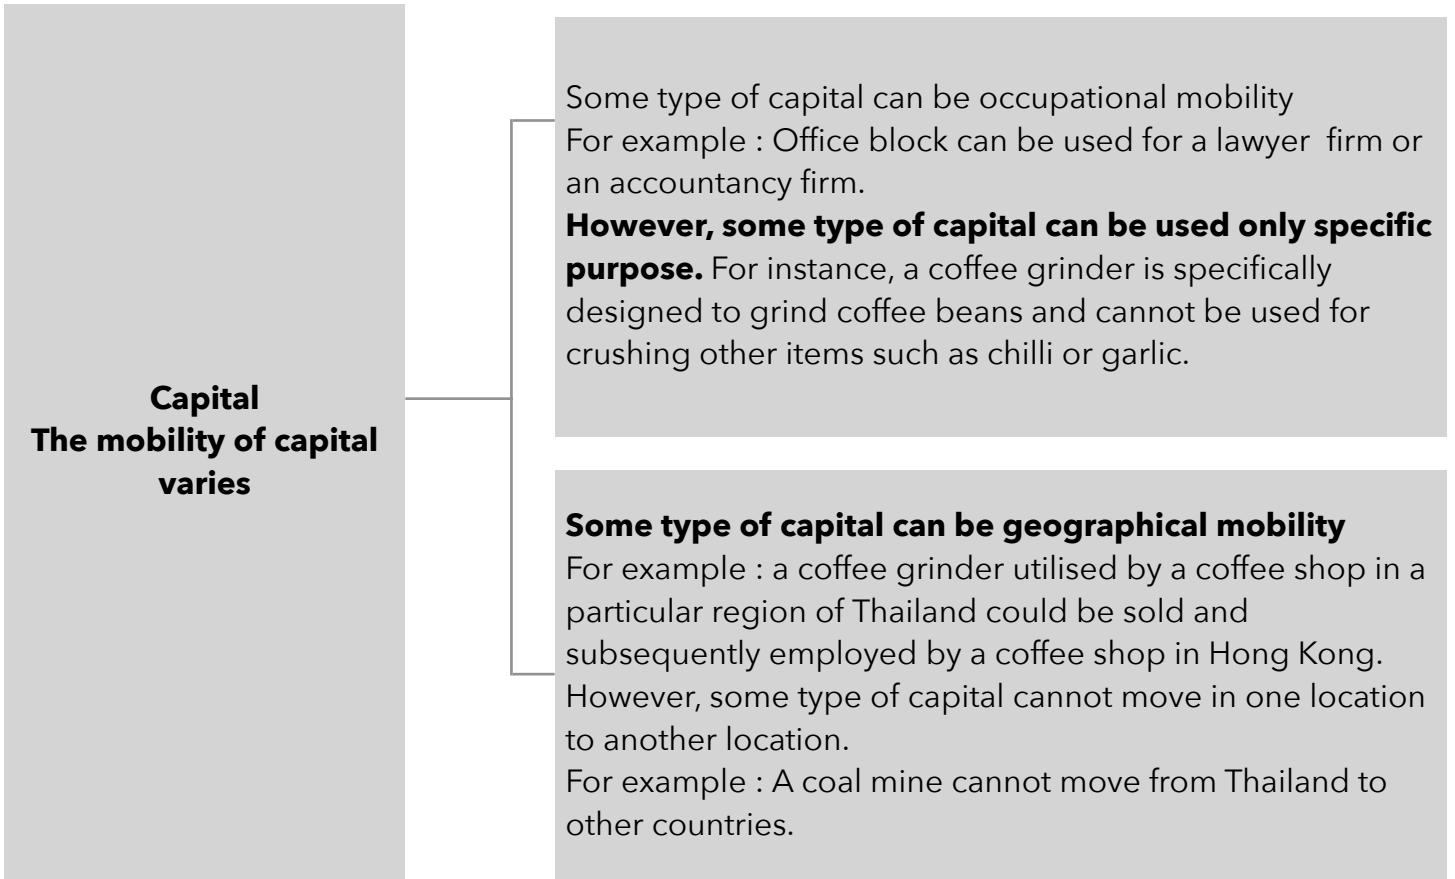 Capital
The mobility of capital
varies
Some type of capital can be occupational mobility
For example : Office block can be used for a lawyer  firm or
an accountancy firm.
However, some type of capital can be used only specific
purpose. For instance, a coffee grinder is specifically
designed to grind coffee beans and cannot be used for
crushing other items such as chilli or garlic.
Some type of capital can be geographical mobility
For example : a coffee grinder utilised by a coffee shop in a
particular region of Thailand could be sold and
subsequently employed by a coffee shop in Hong Kong.
However, some type of capital cannot move in one location
to another location.
For example : A coal mine cannot move from Thailand to
other countries.